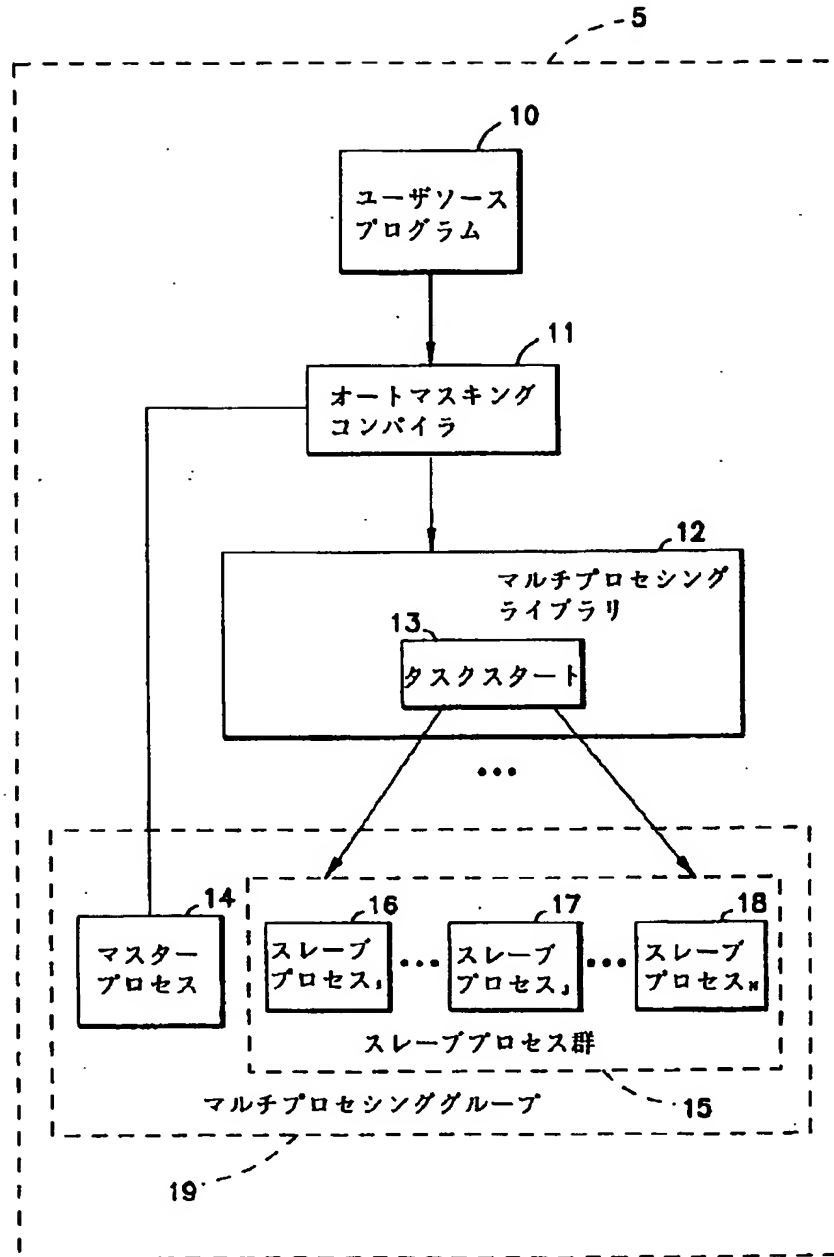 5
10
ユーザソース
プログラム
11
オートマスキング
コンパイラ
12
マルチプロセシング
ライブラリ
13
タスクスタート
•••
14
マスター
プロセス
16
スレーブ
プロセス₁
•••
17
スレーブ
プロセスJ
•••
18
スレーブ
プロセスN
スレーブプロセス群
15
マルチプロセシンググループ
19